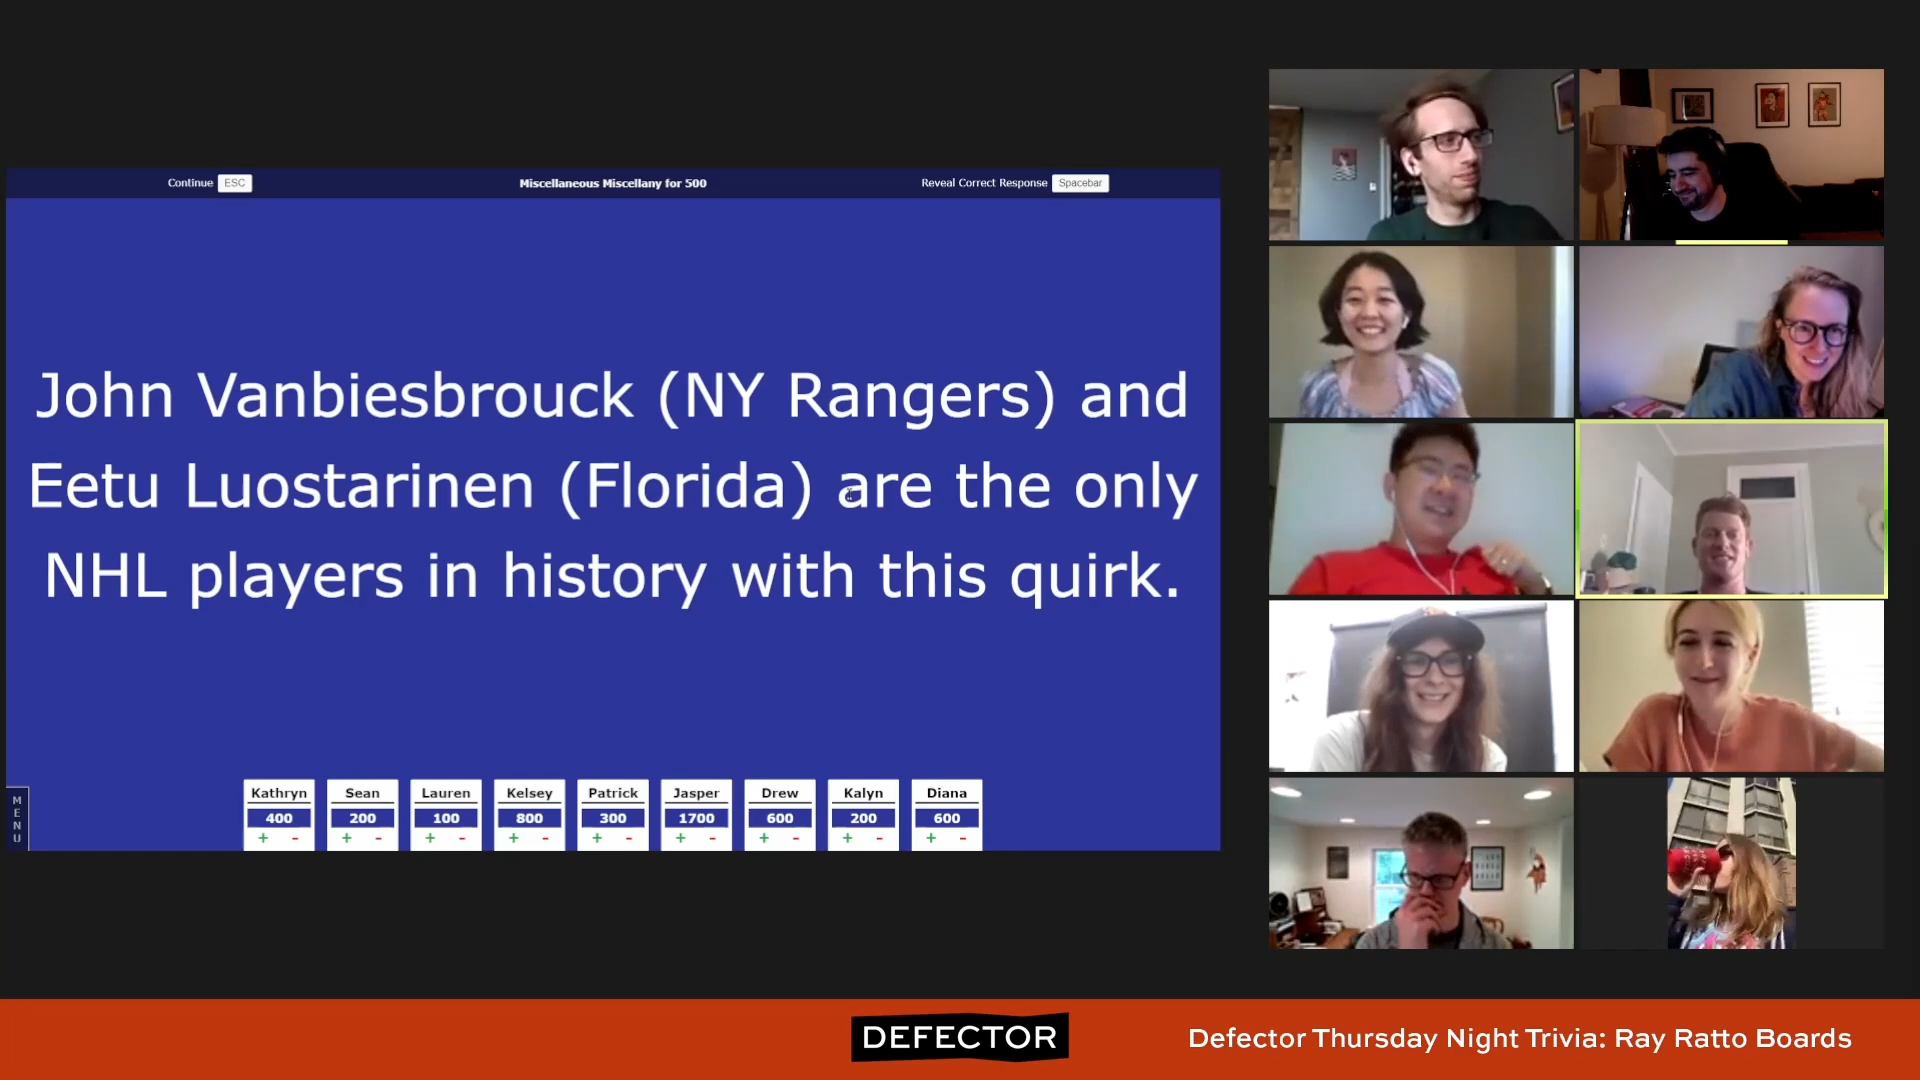 Continue ESC
Miscellaneous Miscellany for 500
Reveal Correct Response Spacebar
John Vanbiesbrouck (NY Rangers) and
Eetu Luostarinen (Florida) are the only
NHL players in history with this quirk.
MENU
Kathryn Sean Lauren Kelsey Patrick Jasper Drew Kalyn Diana
400 200 100 800 300 1700 600 200 600
+ - + - + - + - + - + - + - + - + -
DEFECTOR
Defector Thursday Night Trivia: Ray Ratto Boards